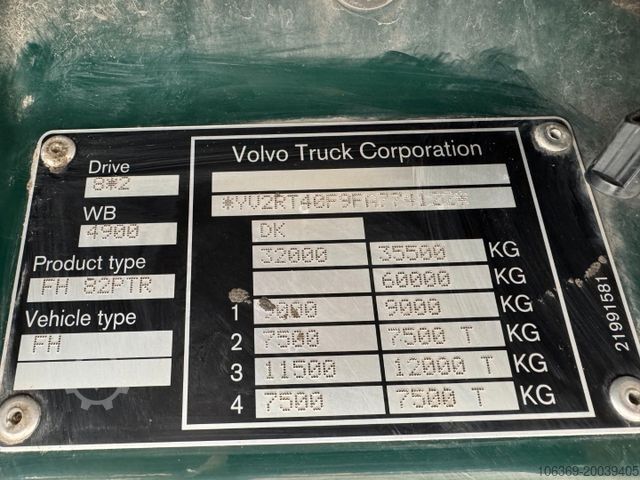 Volvo Truck Corporation
Drive
8*2
WB
4900
DK
32000 35500 KG
Product type
60000 KG
FH 82PTR
1 9000 9000 KG
Vehicle type
2 7500 7500 T KG
FH
3 11500 12000 T KG
4 7500 7500 T KG
21991581
106369-20039405